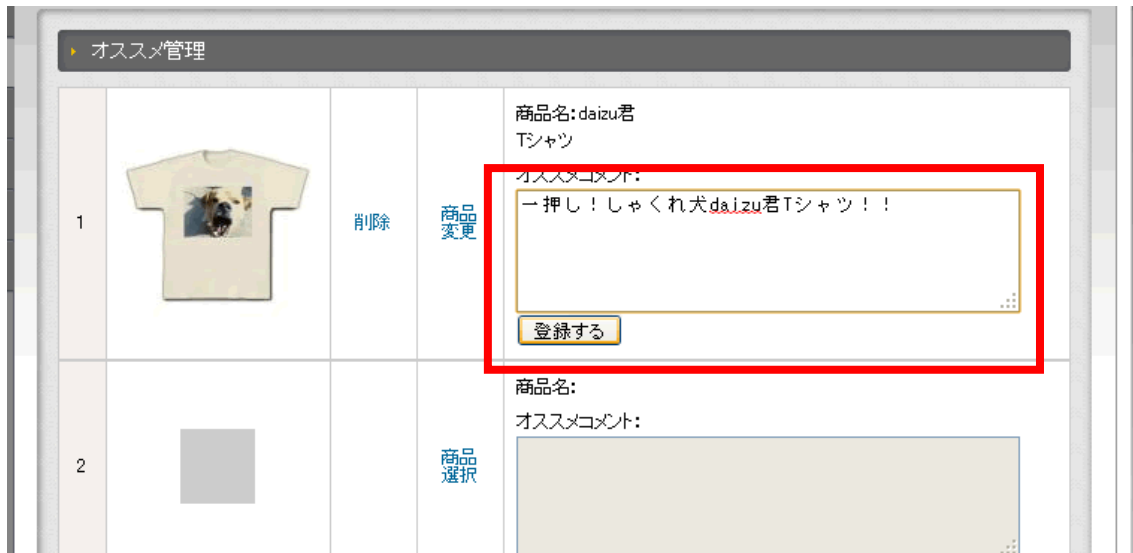 オススメ管理
商品名:daizu君
Tシャツ
オススメコメント:
一押し！しゃくれ犬daizu君Tシャツ！！
1
削除
商品
変更
登録する
商品名:
オススメコメント:
2
商品
選択